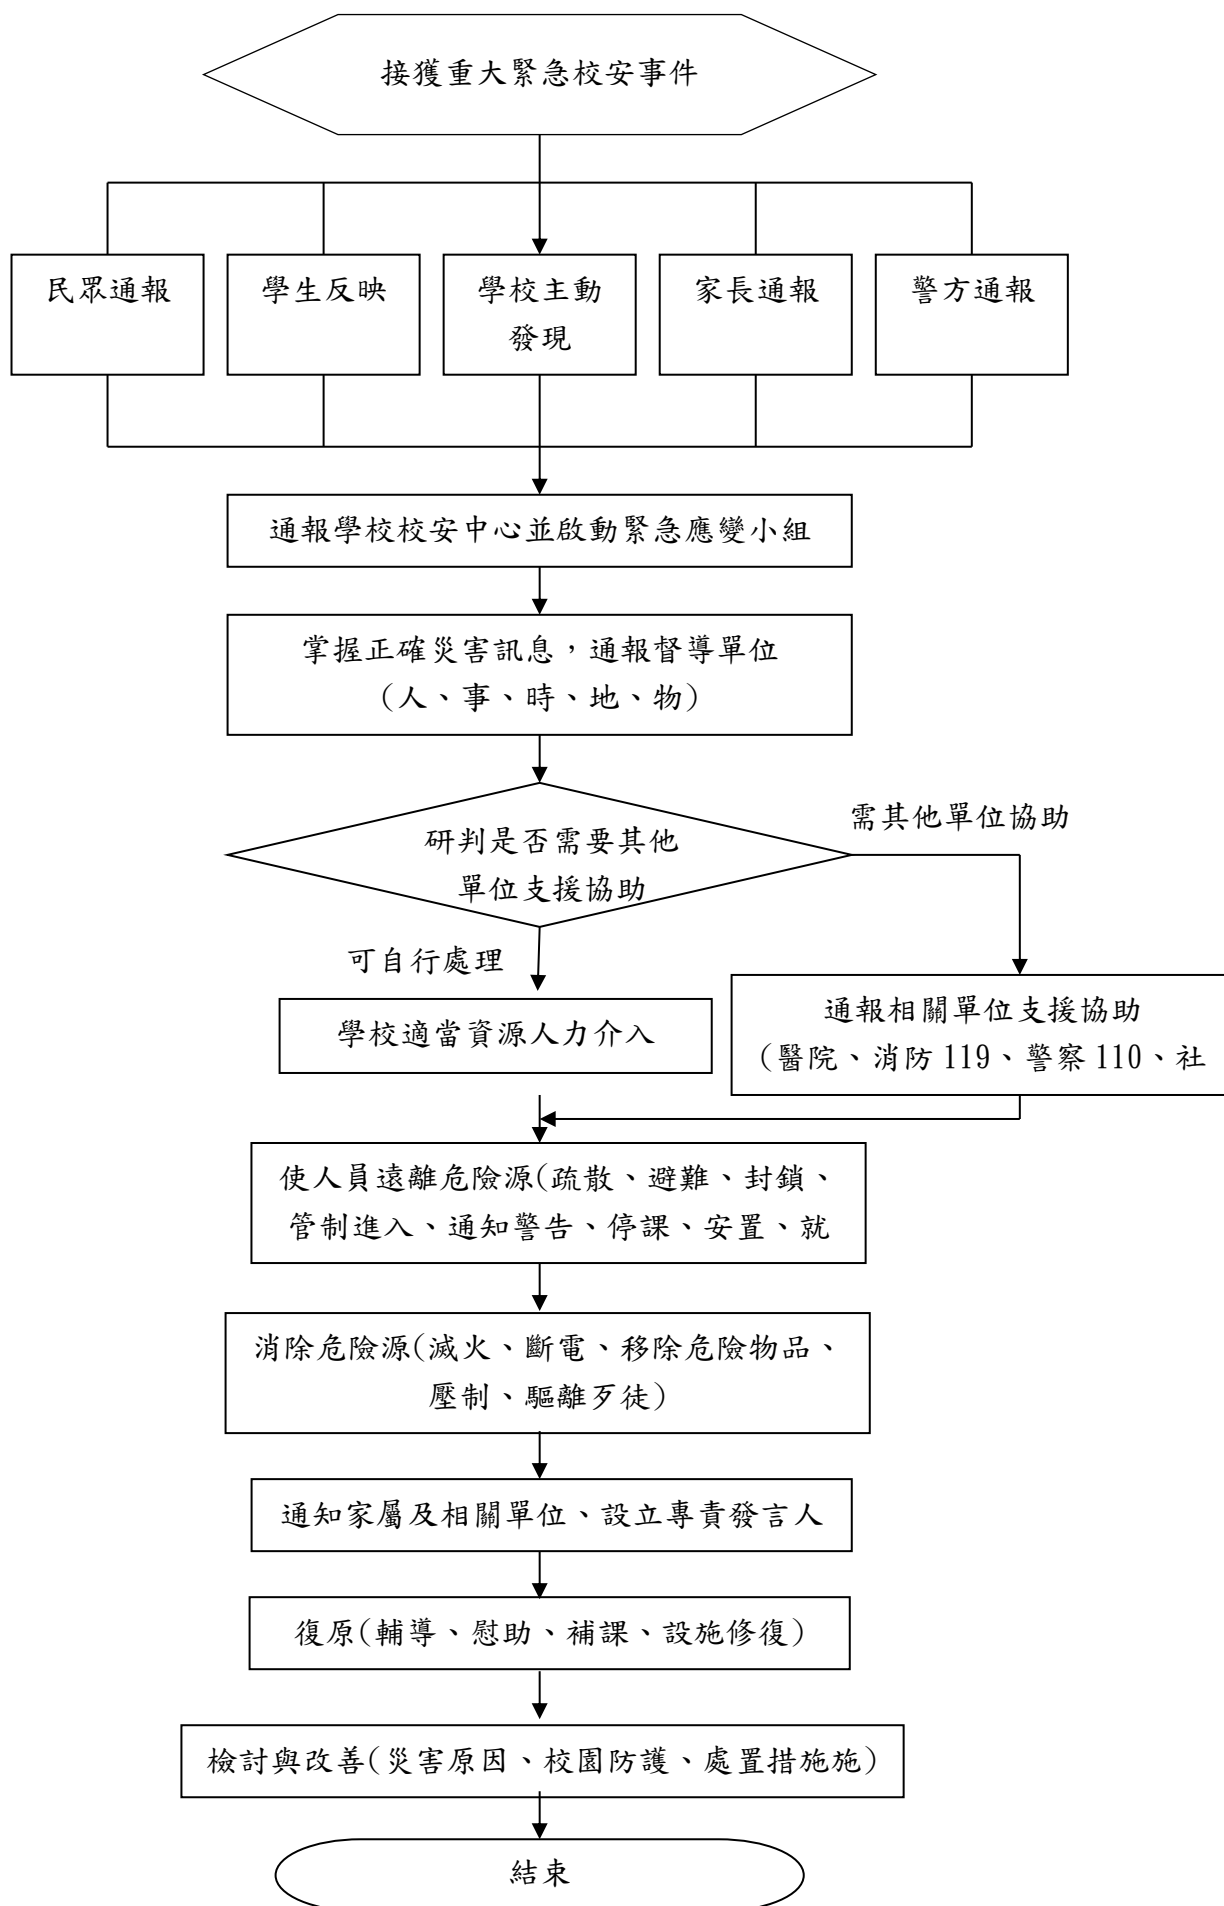 接獲重大緊急校安事件
民眾通報
學生反映
學校主動
發現
家長通報
警方通報
通報學校校安中心並啟動緊急應變小組
掌握正確災害訊息，通報督導單位
(人、事、時、地、物)
研判是否需要其他
單位支援協助
需其他單位協助
可自行處理
學校適當資源人力介入
通報相關單位支援協助
(醫院、消防 119、警察 110、社
使人員遠離危險源(疏散、避難、封鎖、
管制進入、通知警告、停課、安置、就
消除危險源(滅火、斷電、移除危險物品、
壓制、驅離歹徒)
通知家屬及相關單位、設立專責發言人
復原(輔導、慰助、補課、設施修復)
檢討與改善(災害原因、校園防護、處置措施施)
結束